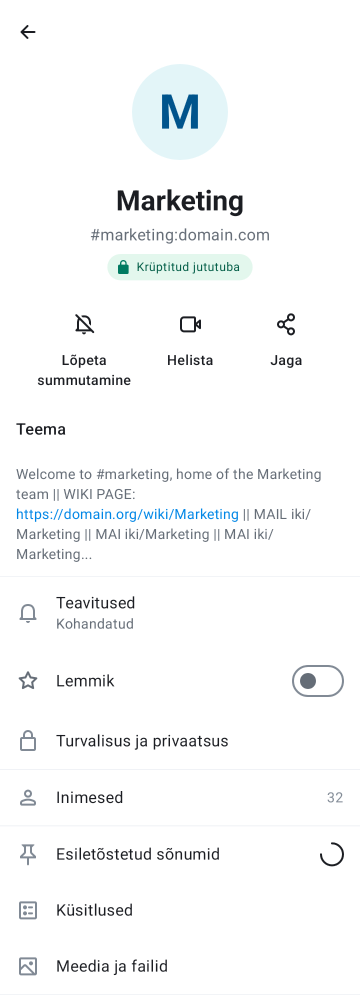 M
Marketing
#marketing:domain.com
Krüptitud jututuba
Lõpeta
summutamine
Helista
Jaga
Teema
Welcome to #marketing, home of the Marketing
team || WIKI PAGE:
https://domain.org/wiki/Marketing || MAIL iki/
Marketing || MAI iki/Marketing || MAI iki/
Marketing...
Teavitused
Kohandatud
Lemmik
Turvalisus ja privaatsus
Inimesed 32
Esiletõstetud sõnumid
Küsitlused
Meedia ja failid